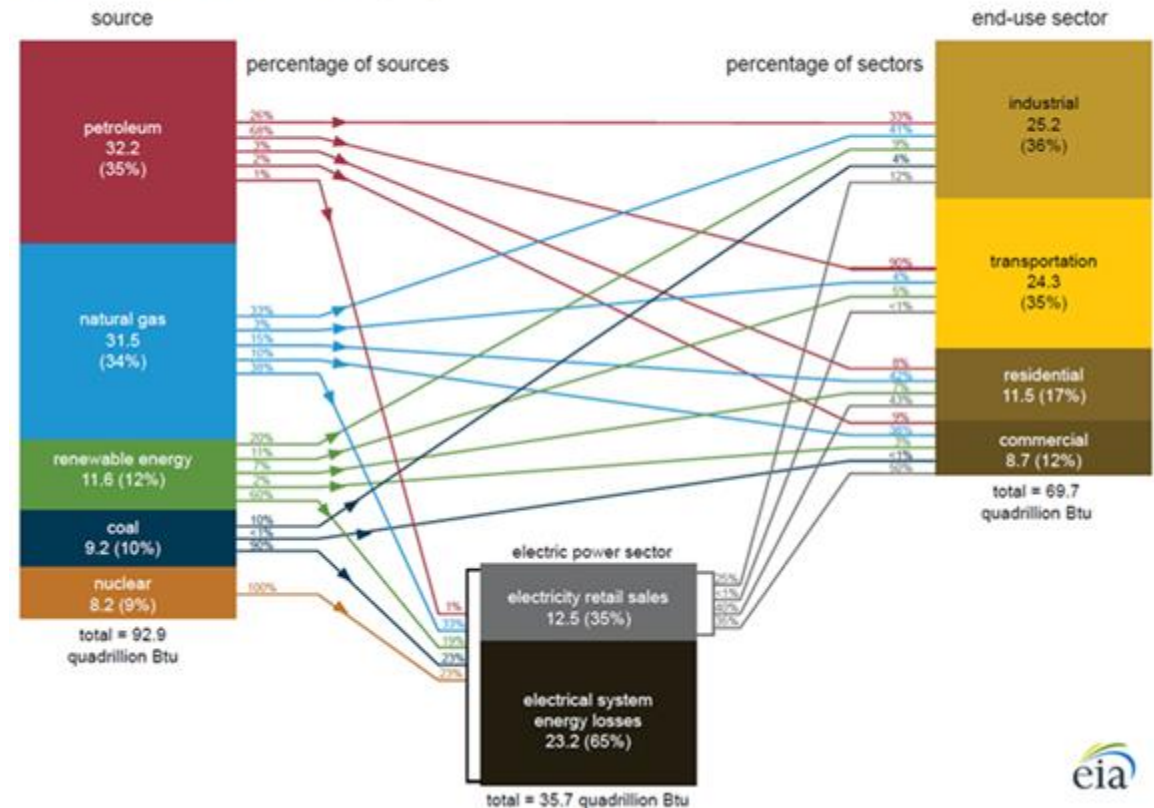 source
end-use sector
percentage of sources
percentage of sectors
petroleum
32.2
(35%)
26%
68%
3%
2%
1%
natural gas
31.5
(34%)
33%
3%
15%
10%
38%
renewable energy
11.6 (12%)
20%
11%
7%
2%
60%
coal
9.2 (10%)
10%
<1%
90%
nuclear
8.2 (9%)
100%
total = 92.9
quadrillion Btu
1%
33%
19%
23%
23%
electric power sector
electricity retail sales
12.5 (35%)
electrical system
energy losses
23.2 (65%)
total = 35.7 quadrillion Btu
<1%
40%
33%
41%
9%
4%
12%
industrial
25.2
(36%)
90%
4%
5%
<1%
transportation
24.3
(35%)
8%
42%
7%
43%
residential
11.5 (17%)
9%
<1%
50%
commercial
8.7 (12%)
total = 69.7
quadrillion Btu
eia